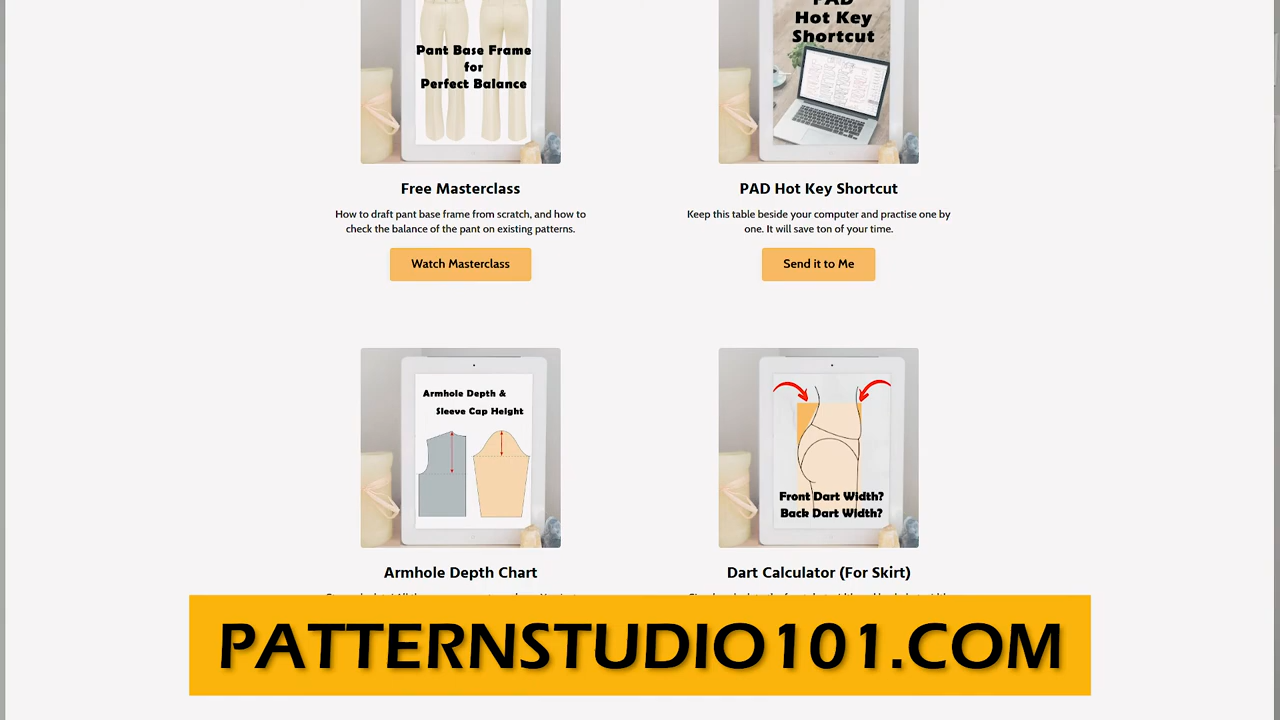 Pant Base Frame
for
Perfect Balance
PAD
Hot Key
Shortcut
Free Masterclass
How to draft pant base frame from scratch, and how to
check the balance of the pant on existing patterns.
Watch Masterclass
PAD Hot Key Shortcut
Keep this table beside your computer and practise one by
one. It will save ton of your time.
Send it to Me
Armhole Depth &
Sleeve Cap Height
Armhole Depth Chart
Front Dart Width?
Back Dart Width?
Dart Calculator (For Skirt)
PATTERNSTUDIO101.COM